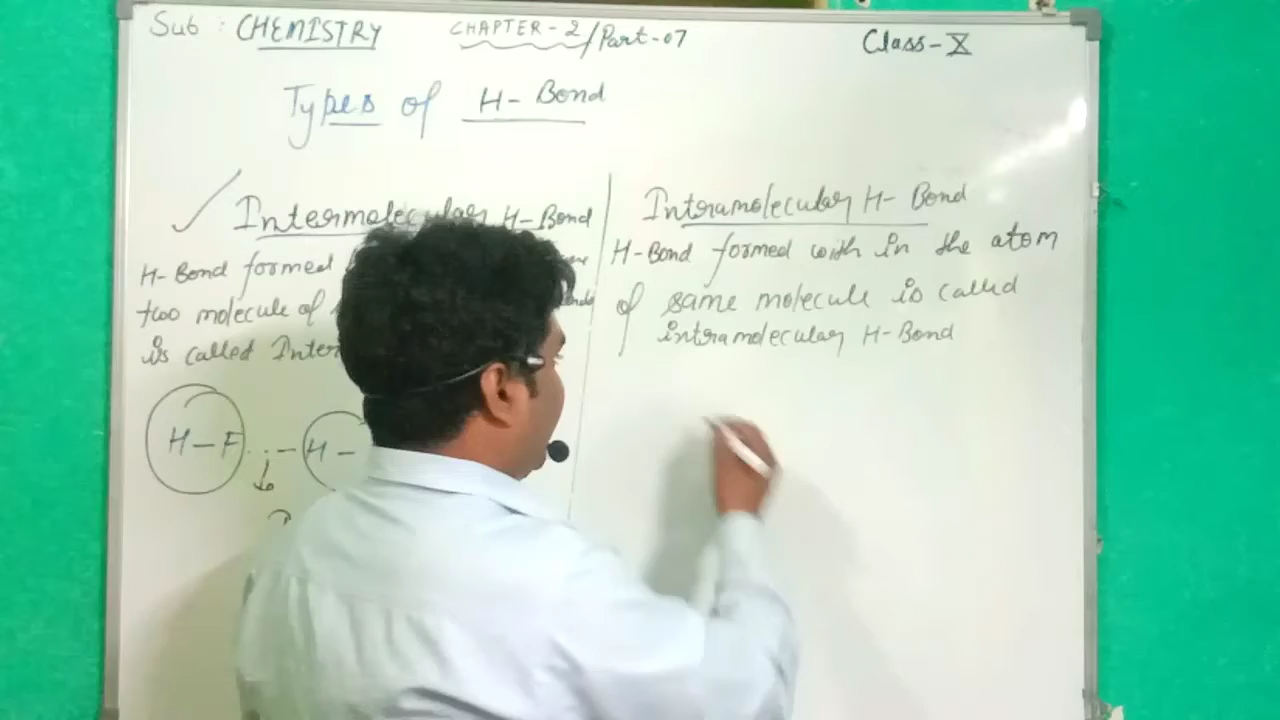 Sub : CHEMISTRY CHAPTER-2/Part-07 Class-X
Types of H-Bond
Intermolecular H-Bond
H-Bond formed
two molecule of
is called
H-F...-H-
Intramolecular H-Bond
H-Bond formed with in the atom
of same molecule is called
intramolecular H-Bond